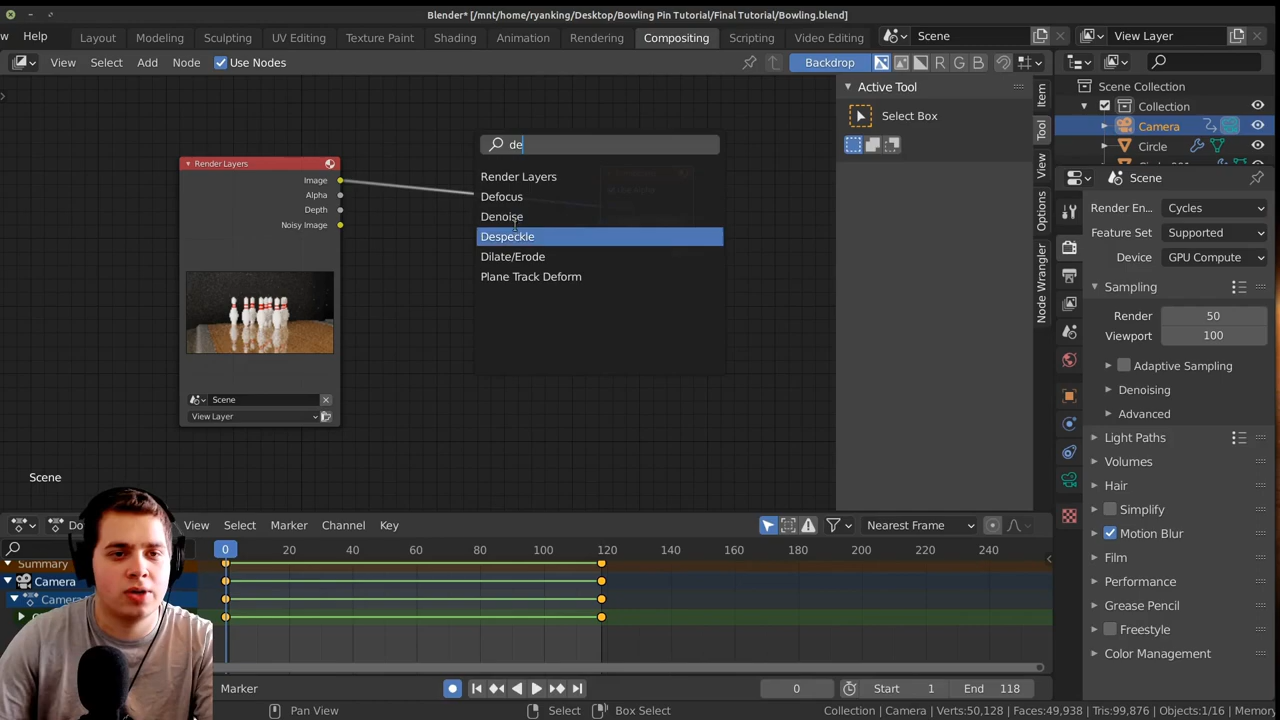 Blender* [/mnt/home/ryanking/Desktop/Bowling Pin Tutorial/Final Tutorial/Bowling.blend]
w Help Layout Modeling Sculpting UV Editing Texture Paint Shading Animation Rendering Compositing Scripting Video Editing Scene View Layer
View Select Add Node Use Nodes Backdrop R G B
Active Tool
Select Box
Item
Tool
View
Options
Node Wrangler
Render Layers
Image
Alpha
Depth
Noisy Image
Scene
View Layer
de
Render Layers
Defocus
Denoise
Despeckle
Dilate/Erode
Plane Track Deform
Scene
Scene Collection
Collection
Camera
Circle
Scene
Render En... Cycles
Feature Set Supported
Device GPU Compute
Sampling
Render 50
Viewport 100
Adaptive Sampling
Denoising
Advanced
Light Paths
Volumes
Hair
Simplify
Motion Blur
Film
Performance
Grease Pencil
Freestyle
Color Management
View Select Marker Channel Key Nearest Frame
0 20 40 60 80 100 120 140 160 180 200 220 240
Summary
Camera
Camera
Marker 0 Start 1 End 118
Pan View Select Box Select Collection | Camera | Verts:50,128 | Faces:49,938 | Tris:99,876 | Objects:1/16 | Memory